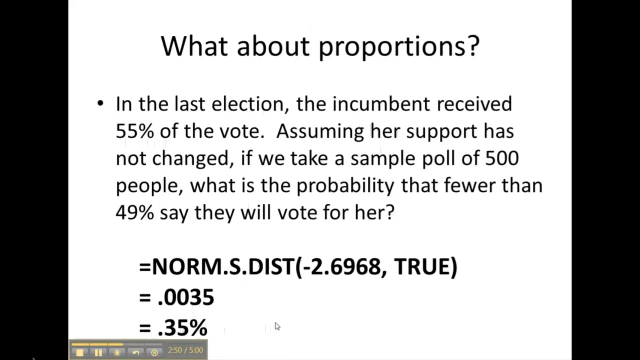 What about proportions?
• In the last election, the incumbent received
55% of the vote. Assuming her support has
not changed, if we take a sample poll of 500
people, what is the probability that fewer than
49% say they will vote for her?
=NORM.S.DIST(-2.6968, TRUE)
= .0035
= .35%
2:50 / 5:00